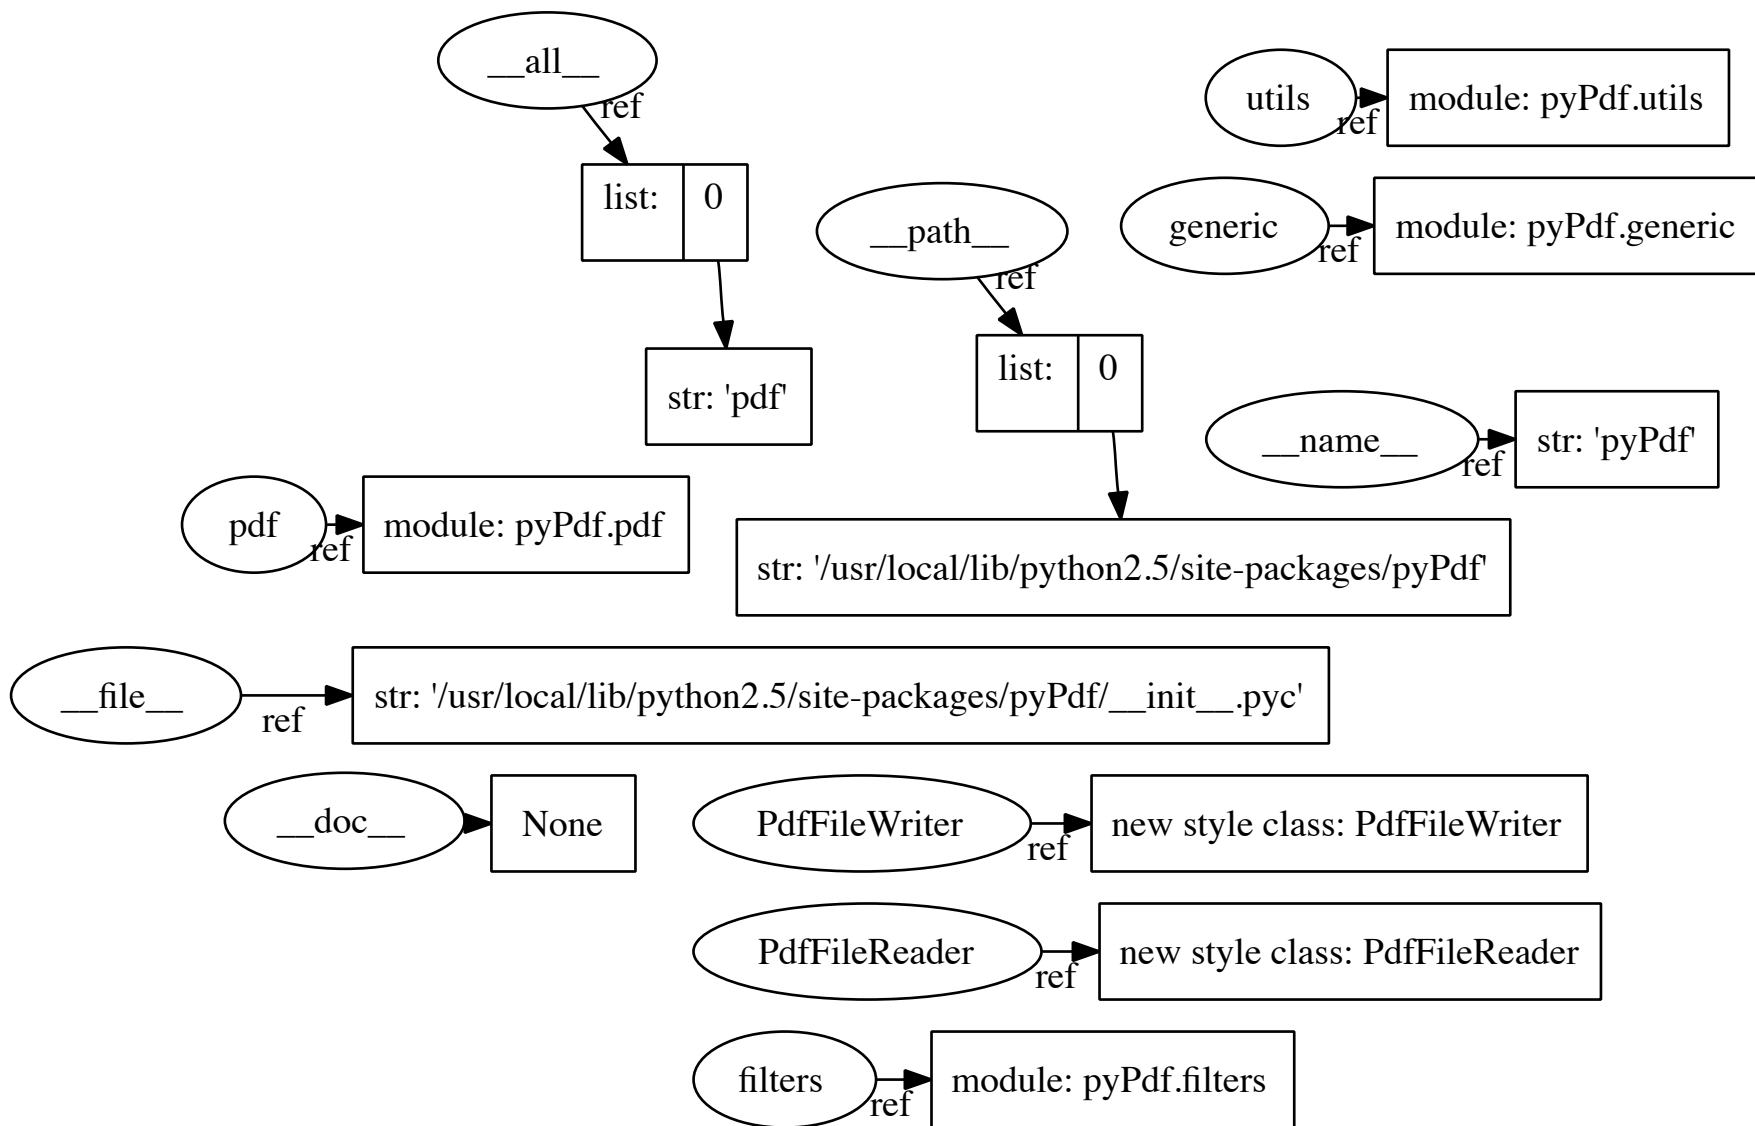 __all__
ref
list: 0
str: 'pdf'
utils
ref
module: pyPdf.utils
generic
ref
module: pyPdf.generic
__path__
ref
list: 0
str: '/usr/local/lib/python2.5/site-packages/pyPdf'
__name__
ref
str: 'pyPdf'
pdf
ref
module: pyPdf.pdf
__file__
ref
str: '/usr/local/lib/python2.5/site-packages/pyPdf/__init__.pyc'
__doc__
None
PdfFileWriter
ref
new style class: PdfFileWriter
PdfFileReader
ref
new style class: PdfFileReader
filters
ref
module: pyPdf.filters